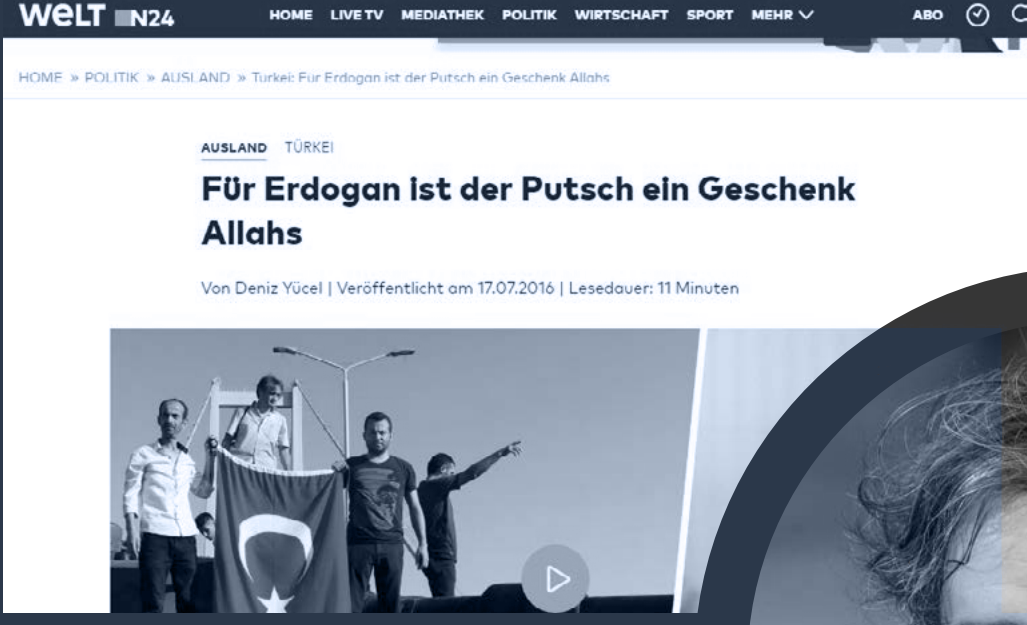 WELT N24 HOME LIVE TV MEDIATHEK POLITIK WIRTSCHAFT SPORT MEHR ABO
HOME » POLITIK » AUSLAND » Türkei: Für Erdogan ist der Putsch ein Geschenk Allahs
AUSLAND TÜRKEI
Für Erdogan ist der Putsch ein Geschenk
Allahs
Von Deniz Yücel | Veröffentlicht am 17.07.2016 | Lesedauer: 11 Minuten